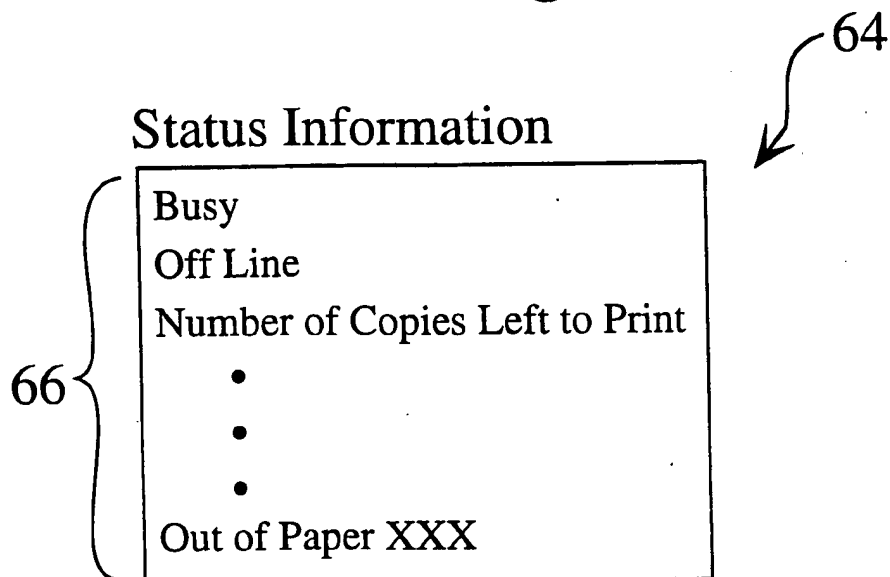 64
Status Information
Busy
Off Line
Number of Copies Left to Print
66
•
•
•
Out of Paper XXX